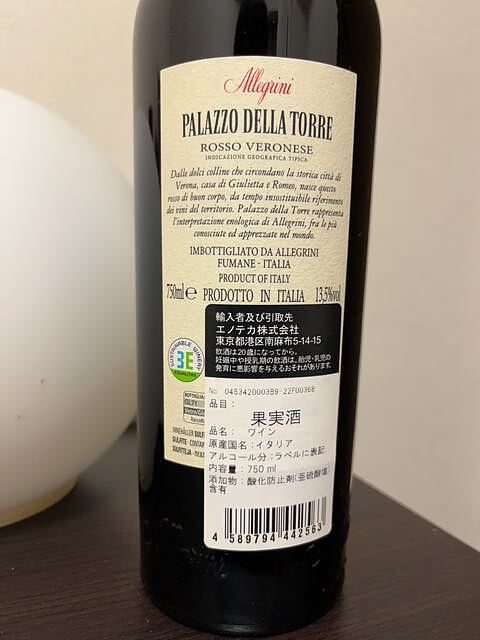 Allegrini
PALAZZO DELLA TORRE
ROSSO VERONESE
INDICAZIONE GEOGRAFICA TIPICA
Dalle dolci colline che circondano la storica città di
Verona, casa di Giulietta e Romeo, nasce questo
rosso di buon corpo, da tempo insostituibile riferimento
dei vini del territorio. Palazzo della Torre rappresenta
l'interpretazione enologica di Allegrini, fra le più
conosciute ed apprezzate nel mondo.
IMBOTTIGLIATO DA ALLEGRINI
FUMANE - ITALIA
PRODUCT OF ITALY
750ml e PRODOTTO IN ITALIA 13,5%vol
輸入者及び引取先
エノテカ株式会社
東京都港区南麻布5-14-15
飲酒は20歳になってから。
妊娠中や授乳期の飲酒は、胎児・乳児の
発育に悪影響を与えるおそれがあります。
SUSTAINABLE WINERY
3E
EQUALITAS
No 0453420003B9-22F00368
品目：
果実酒
品名： ワイン
原産国名：イタリア
アルコール分：ラベルに表記
内容量： 750 ml
添加物：酸化防止剤(亜硫酸塩)
含有
INNEHÅLLER SULF
SULFITE CONTA
4 589794 442563